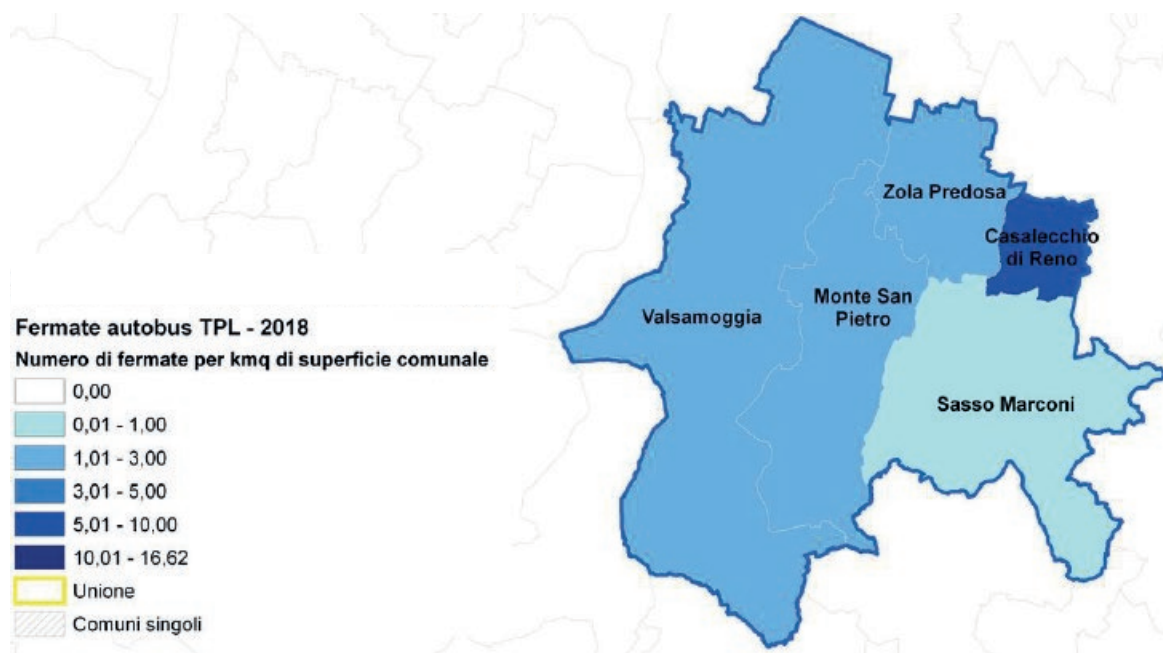 Zola Predosa
Casalecchio
di Reno
Valsamoggia
Monte San
Pietro
Sasso Marconi
Fermate autobus TPL - 2018
Numero di fermate per kmq di superficie comunale
0,00
0,01 - 1,00
1,01 - 3,00
3,01 - 5,00
5,01 - 10,00
10,01 - 16,62
Unione
Comuni singoli